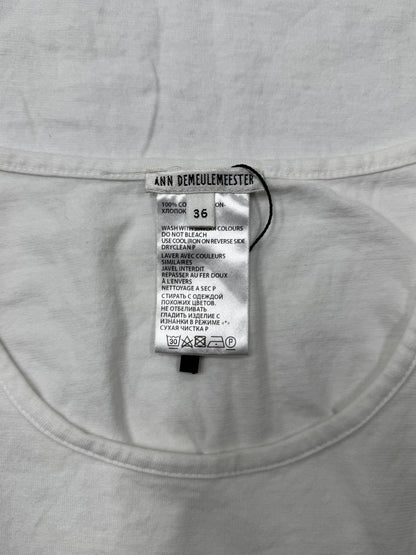 ANN DEMEULEMEESTER
100% CO ON-
ХЛОПОК
36
WASH WITH COLOURS
DO NOT BLEACH
USE COOL IRON ON REVERSE SIDE
DRYCLEAN P
LAVER AVEC COULEURS
SIMILAIRES
JAVEL INTERDIT
REPASSER AU FER DOUX
À L'ENVERS
NETTOYAGE A SEC P
СТИРАТЬ С ОДЕЖДОЙ
ПОХОЖИХ ЦВЕТОВ.
НЕ ОТБЕЛИВАТЬ
ГЛАДИТЬ ИЗДЕЛИЕ С
ИЗНАНКИ В РЕЖИМЕ «*»
СУХАЯ ЧИСТКА P
30 P